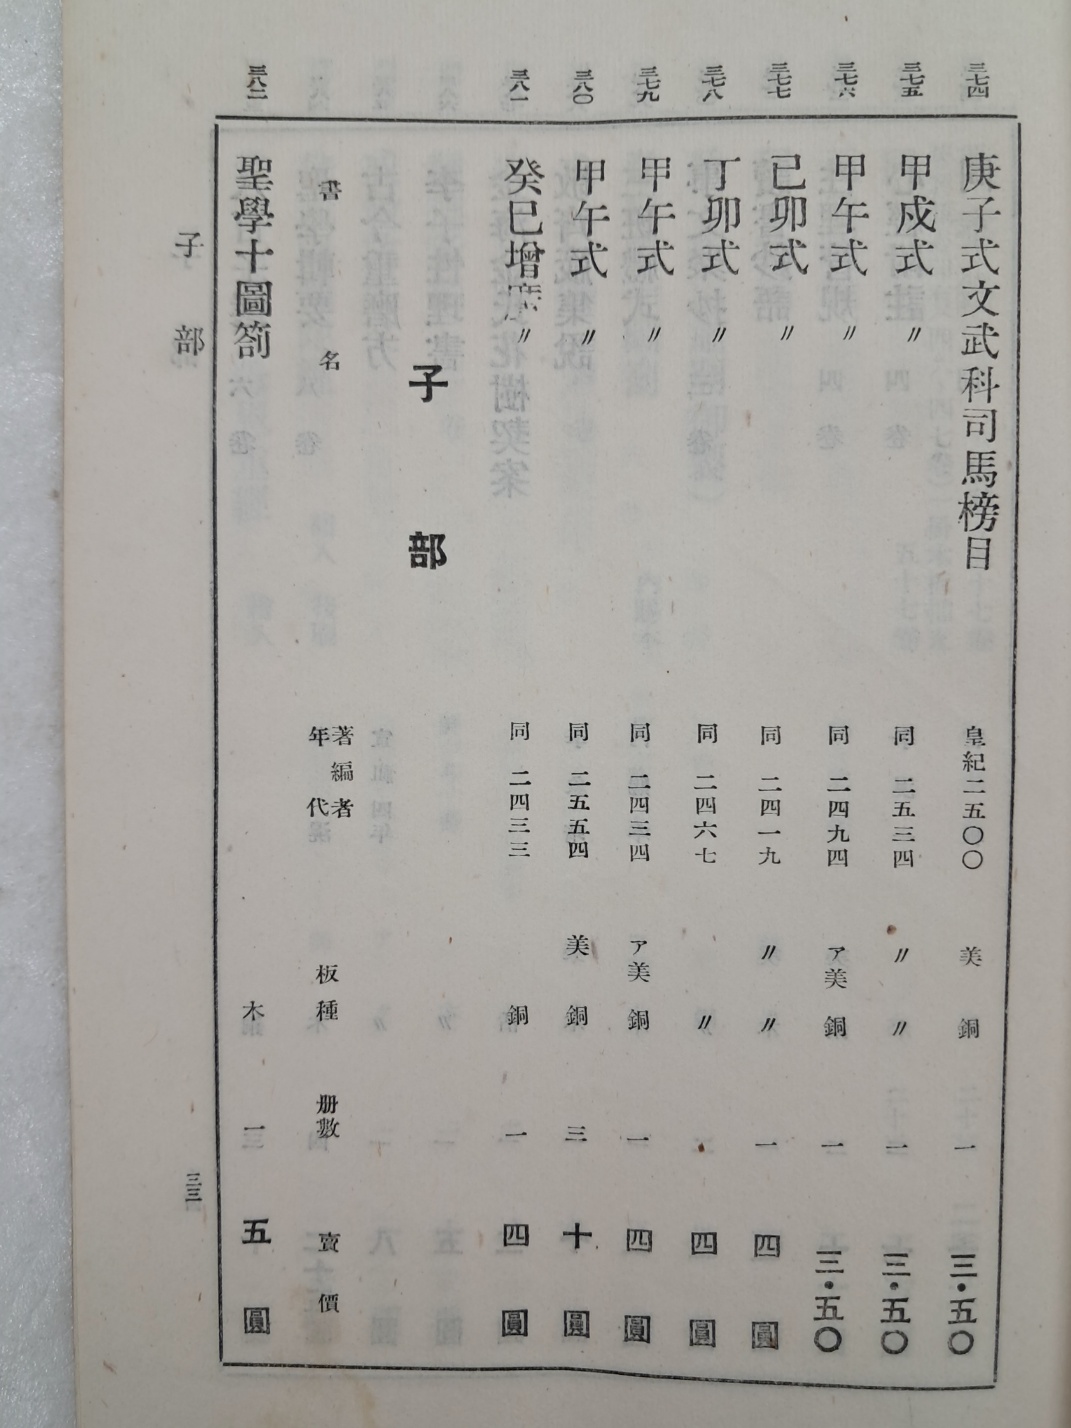 三七四 庚子式文武科司馬榜目 皇紀二五〇〇 美 銅 一 三・五〇
三七五 甲戍式 〃 同 二五三四 〃 〃 一 三・五〇
三七六 甲午式 〃 同 二四九四 ァ美 銅 一 三・五〇
三七七 已卯式 〃 同 二四一九 〃 〃 一 四圓
三七八 丁卯式 〃 同 二四六七 〃 四圓
三七九 甲午式 〃 同 二四三四 ァ美 銅 一 四圓
三八〇 甲午式 〃 同 二五五四 美 銅 三 十圓
三八一 癸巳增廣 〃 同 二四三三 銅 一 四圓
子部
書名 著編者 年代 板種 册數 賣價
三八二 聖學十圖箚 木 一 五圓
子部
三三